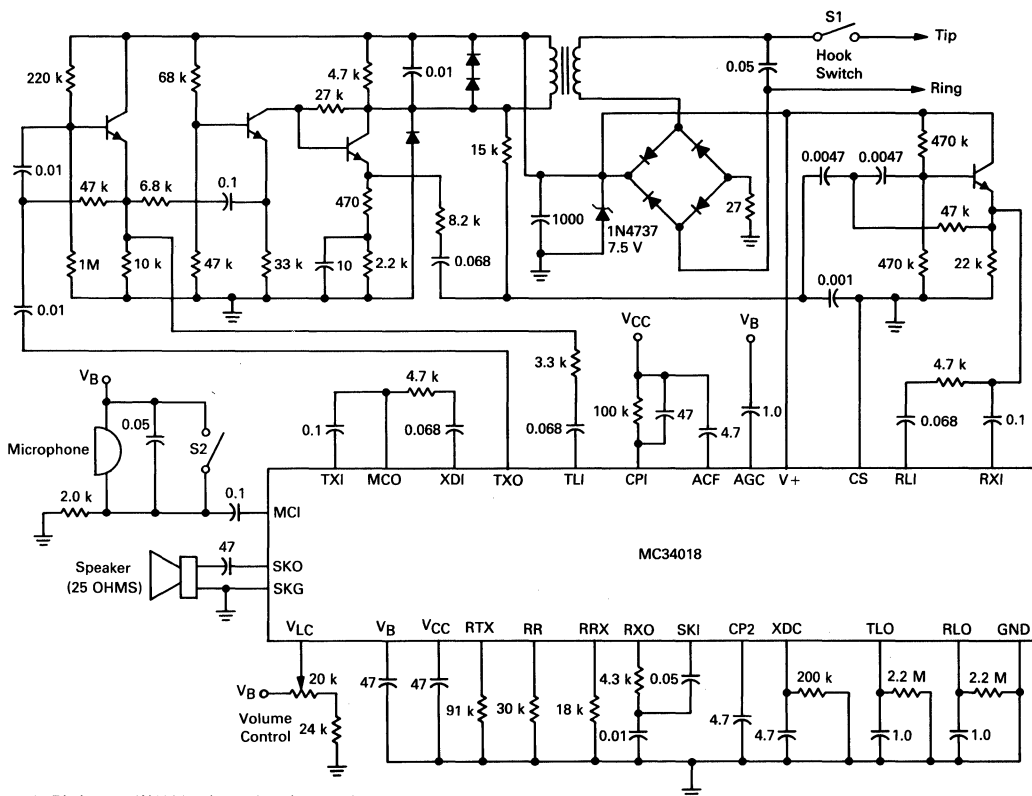 S1
Tip
Hook
Switch
Ring
220 k
68 k
4.7 k
0.01
0.05
27 k
0.01
15 k
470 k
0.0047
0.0047
47 k
6.8 k
0.1
470
8.2 k
1000
1N4737
7.5 V
27
47 k
1M
10 k
47 k
33 k
10
2.2 k
0.068
0.001
470 k
22 k
0.01
VCC
VB
3.3 k
4.7 k
VB
4.7 k
100 k
47
4.7
1.0
0.068
0.1
Microphone
0.05
S2
0.1
0.068
0.068
2.0 k
0.1
TXI
MCO
XDI
TXO
TLI
CPI
ACF
AGC
V+
CS
RLI
RXI
MCI
MC34018
47
Speaker
(25 OHMS)
SKO
SKG
VLC
VB
VCC
RTX
RR
RRX
RXO
SKI
CP2
XDC
TLO
RLO
GND
VB
20 k
Volume
Control
24 k
47
47
91 k
30 k
18 k
4.3 k
0.05
0.01
4.7
200 k
4.7
2.2 M
1.0
2.2 M
1.0